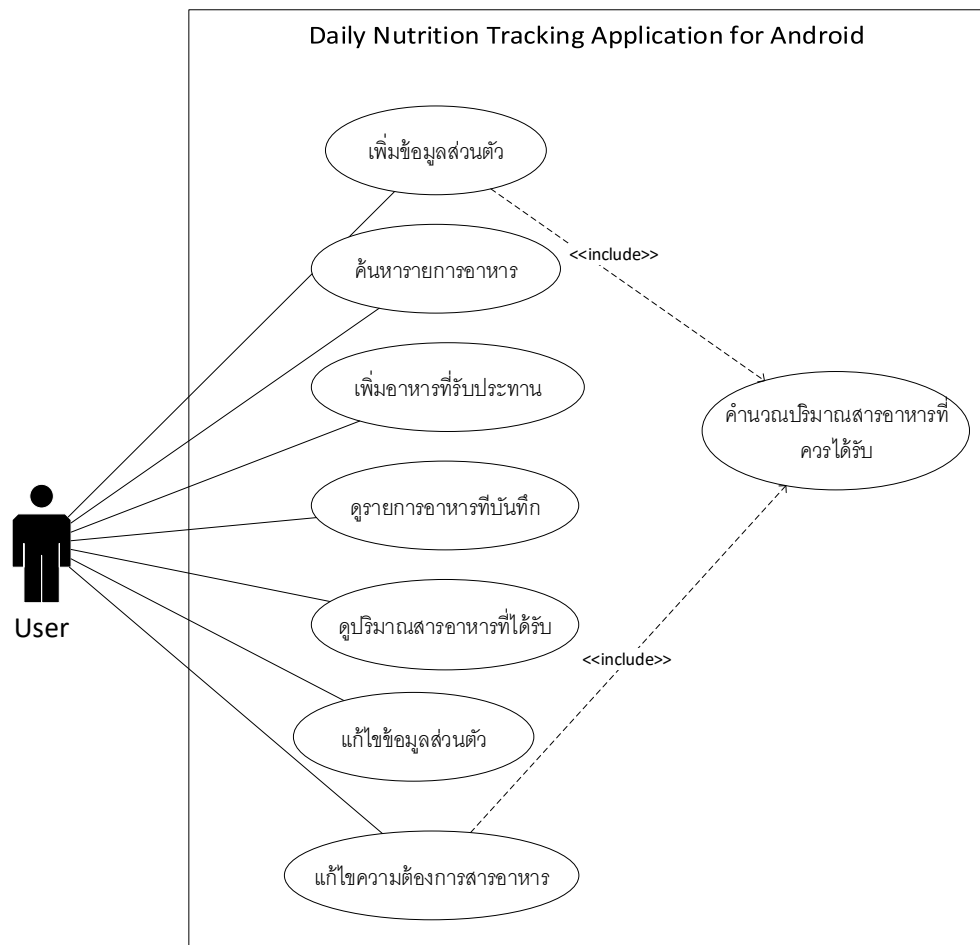 Daily Nutrition Tracking Application for Android
เพิ่มข้อมูลส่วนตัว
<<include>>
ค้นหารายการอาหาร
เพิ่มอาหารที่รับประทาน
คำนวณปริมาณสารอาหารที่
ควรได้รับ
ดูรายการอาหารที่บันทึก
User
ดูปริมาณสารอาหารที่ได้รับ
<<include>>
แก้ไขข้อมูลส่วนตัว
แก้ไขความต้องการสารอาหาร